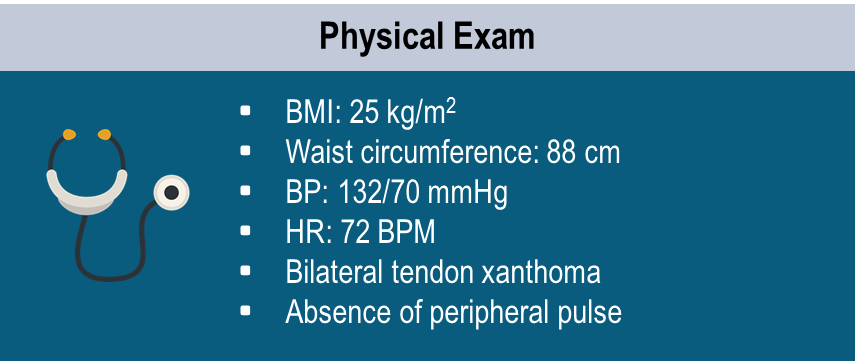 Physical Exam
▪ BMI: 25 kg/m²
▪ Waist circumference: 88 cm
▪ BP: 132/70 mmHg
▪ HR: 72 BPM
▪ Bilateral tendon xanthoma
▪ Absence of peripheral pulse